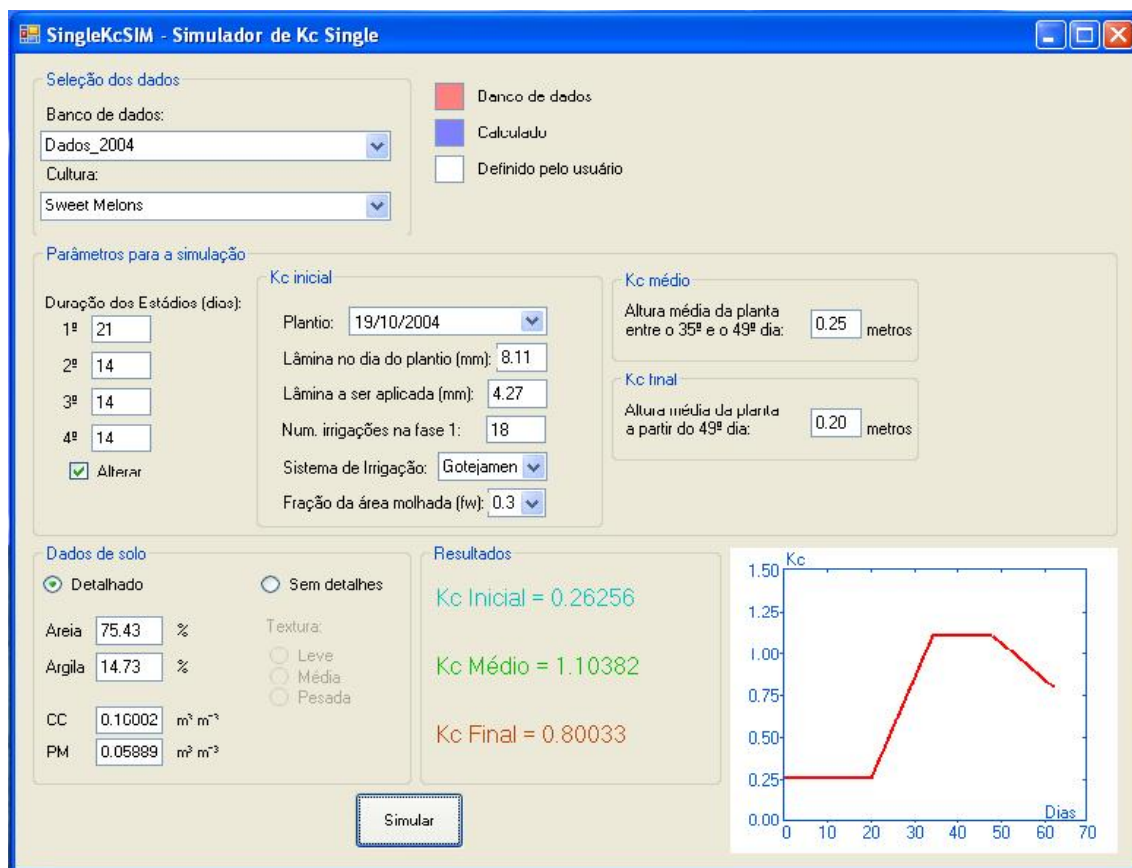 SingleKcSIM - Simulador de Kc Single
Seleção dos dados
Banco de dados:
Dados_2004
Cultura:
Sweet Melons
Banco de dados
Calculado
Definido pelo usuário
Parâmetros para a simulação
Duração dos Estádios (dias):
1º 21
2º 14
3º 14
4º 14
Alterar
Kc inicial
Plantio: 19/10/2004
Lâmina no dia do plantio (mm): 8.11
Lâmina a ser aplicada (mm): 4.27
Num. irrigações na fase 1: 18
Sistema de Irrigação: Gotejamen
Fração da área molhada (fw): 0.3
Kc médio
Altura média da planta
entre o 35º e o 49º dia: 0.25 metros
Kc final
Altura média da planta
a partir do 49º dia: 0.20 metros
Dados de solo
Detalhado
Sem detalhes
Areia 75.43 %
Argila 14.73 %
CC 0.16002 m³ m⁻³
PM 0.05889 m³ m⁻³
Textura:
Leve
Média
Pesada
Resultados
Kc Inicial = 0.26256
Kc Médio = 1.10382
Kc Final = 0.80033
Simular
Kc
1.50
1.25
1.00
0.75
0.50
0.25
0.00
Dias
0 10 20 30 40 50 60 70